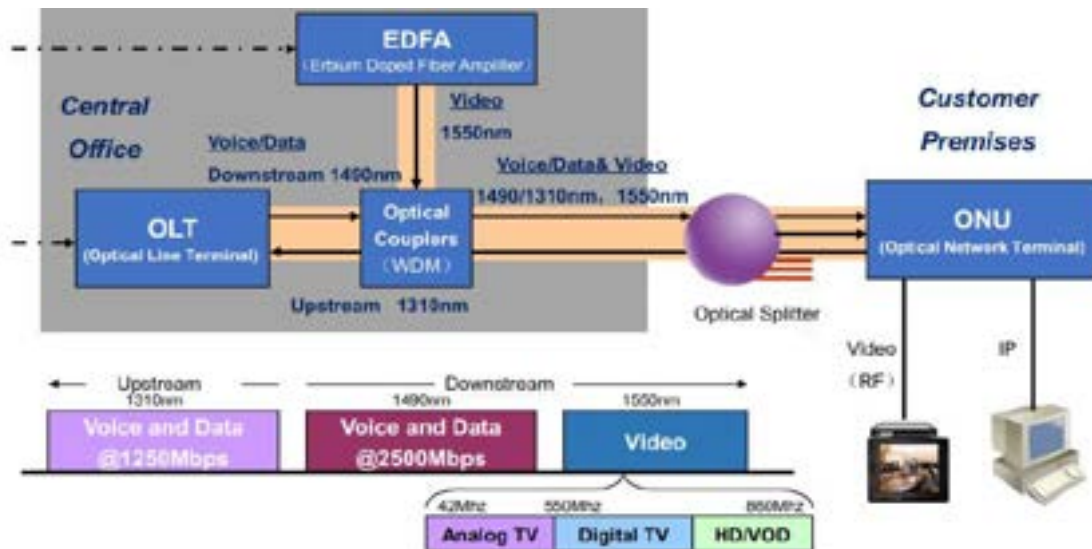 EDFA
(Erbium Doped Fiber Amplifier)
Central
Office
Video
1550nm
Customer
Premises
Voice/Data
Downstream 1490nm
Voice/Data& Video
1490/1310nm, 1550nm
OLT
(Optical Line Terminal)
Optical
Couplers
(WDM)
ONU
(Optical Network Terminal)
Upstream 1310nm
Optical Splitter
Video
(RF)
IP
Upstream
1310nm
Downstream
1490nm
1550nm
Voice and Data
@1250Mbps
Voice and Data
@2500Mbps
Video
42Mhz
550Mhz
860Mhz
Analog TV
Digital TV
HD/VOD